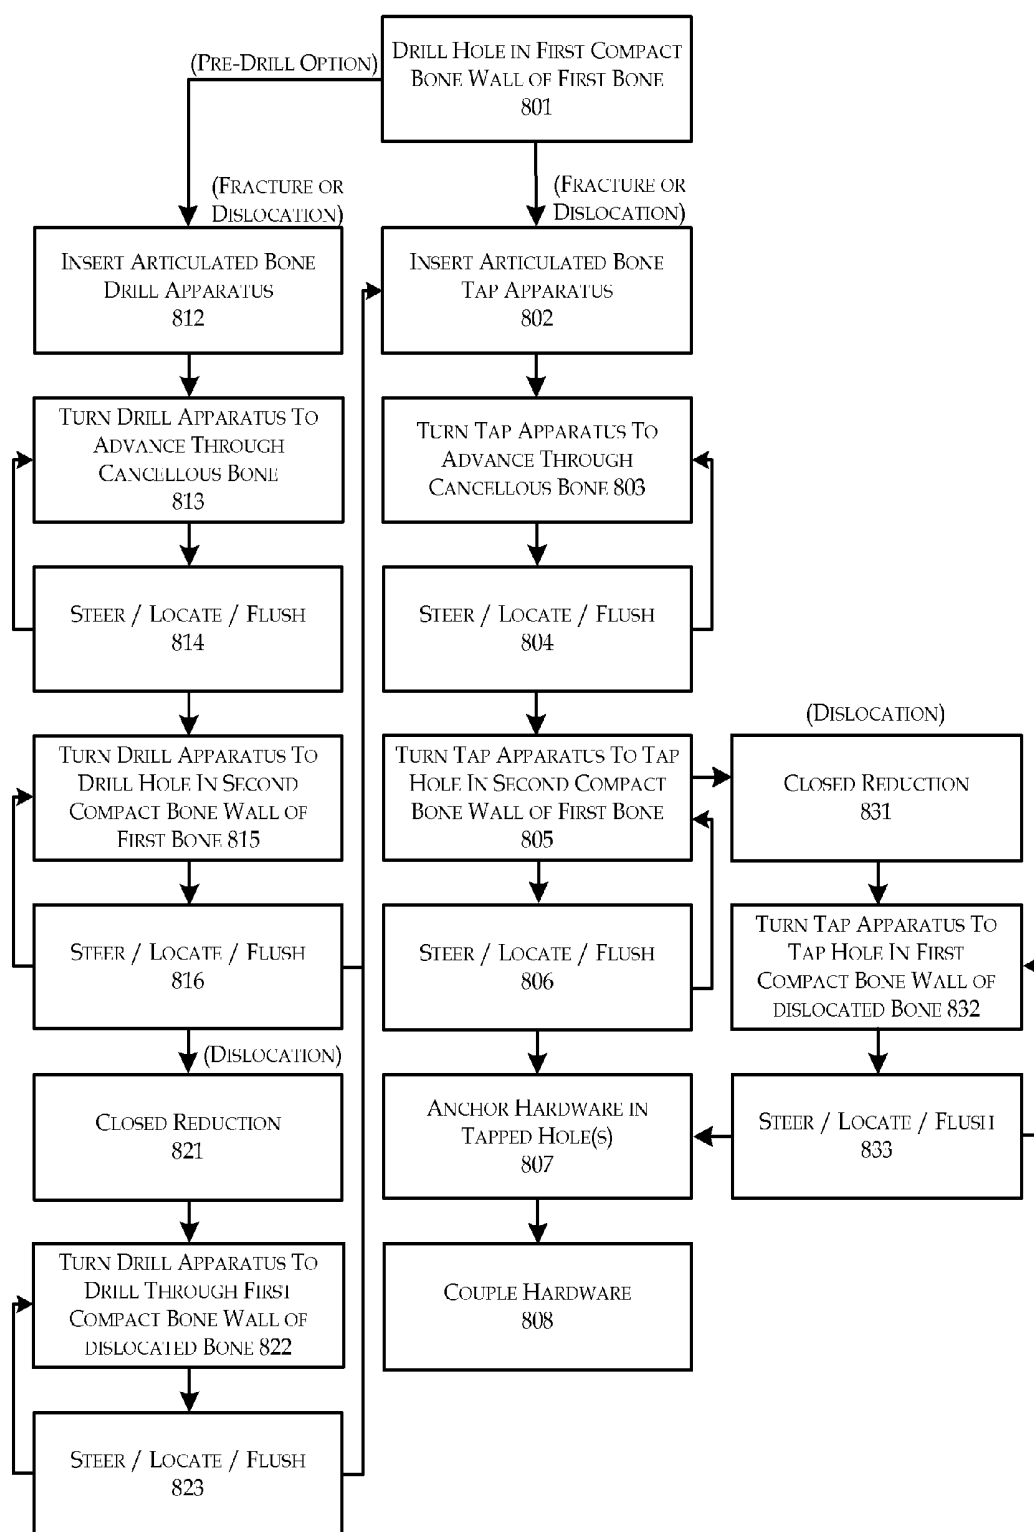 Drill Hole in First Compact
Bone Wall of First Bone
801
(Pre-Drill Option)
(Fracture or
Dislocation)
(Fracture or
Dislocation)
Insert Articulated Bone
Drill Apparatus
812
Insert Articulated Bone
Tap Apparatus
802
Turn Drill Apparatus To
Advance Through
Cancellous Bone
813
Turn Tap Apparatus To
Advance Through
Cancellous Bone 803
Steer / Locate / Flush
814
Steer / Locate / Flush
804
Turn Drill Apparatus To
Drill Hole In Second
Compact Bone Wall of
First Bone 815
Turn Tap Apparatus To Tap
Hole In Second Compact
Bone Wall of First Bone
805
(Dislocation)
Closed Reduction
831
Steer / Locate / Flush
816
Steer / Locate / Flush
806
Turn Tap Apparatus To
Tap Hole In First
Compact Bone Wall of
dislocated Bone 832
(Dislocation)
Closed Reduction
821
Anchor Hardware in
Tapped Hole(s)
807
Steer / Locate / Flush
833
Turn Drill Apparatus To
Drill Through First
Compact Bone Wall of
dislocated Bone 822
Couple Hardware
808
Steer / Locate / Flush
823